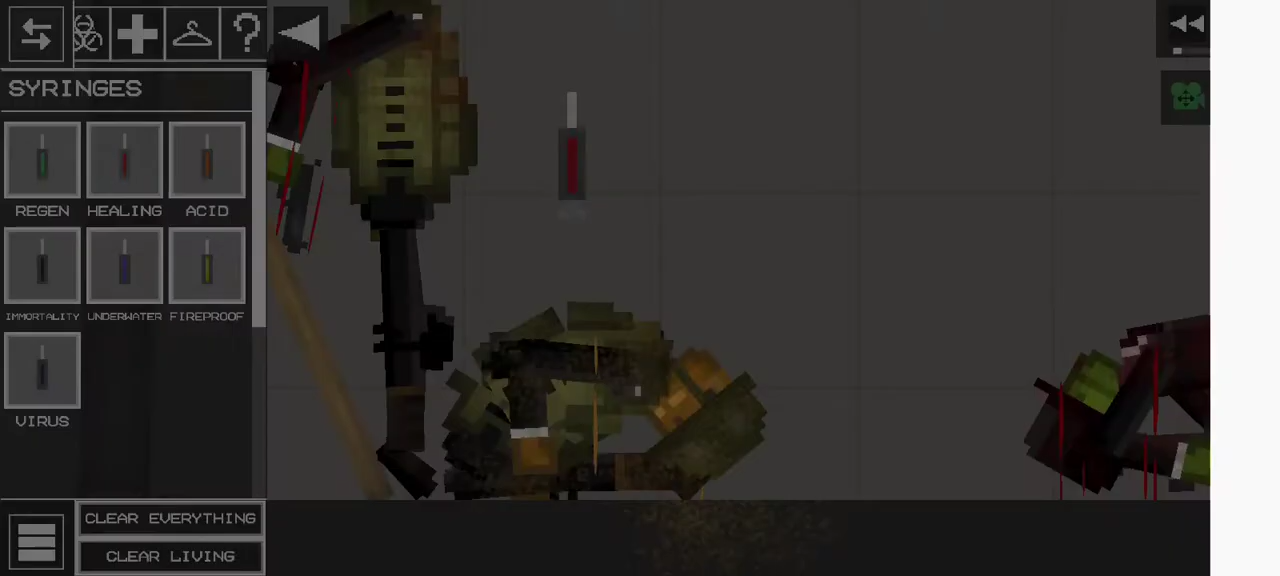 SYRINGES
REGEN HEALING ACID
IMMORTALITY UNDERWATER FIREPROOF
VIRUS
CLEAR EVERYTHING
CLEAR LIVING